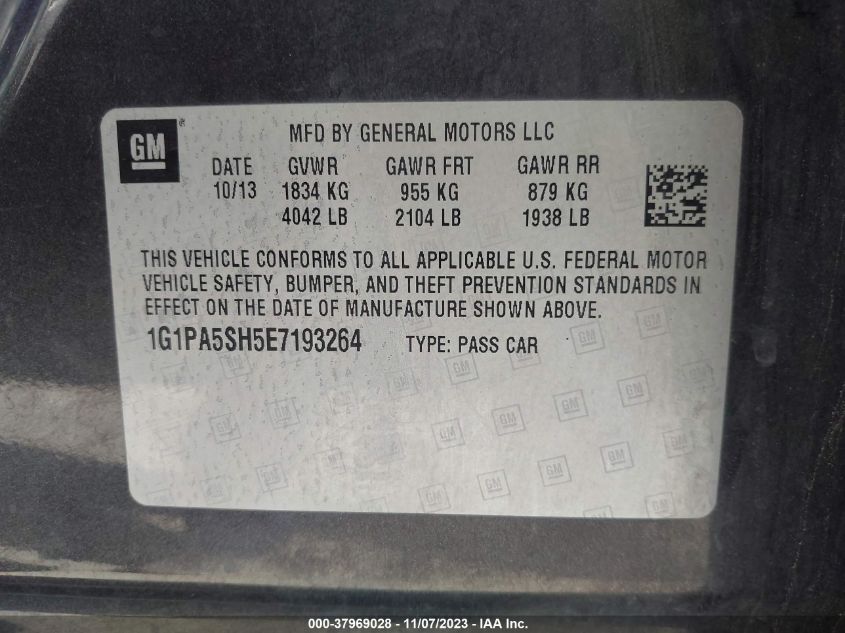 GM ®
MFD BY GENERAL MOTORS LLC
DATE GVWR GAWR FRT GAWR RR
10/13 1834 KG 955 KG 879 KG
4042 LB 2104 LB 1938 LB
THIS VEHICLE CONFORMS TO ALL APPLICABLE U.S. FEDERAL MOTOR
VEHICLE SAFETY, BUMPER, AND THEFT PREVENTION STANDARDS IN
EFFECT ON THE DATE OF MANUFACTURE SHOWN ABOVE.
1G1PA5SH5E7193264 TYPE: PASS CAR
000-37969028 - 11/07/2023 - IAA Inc.